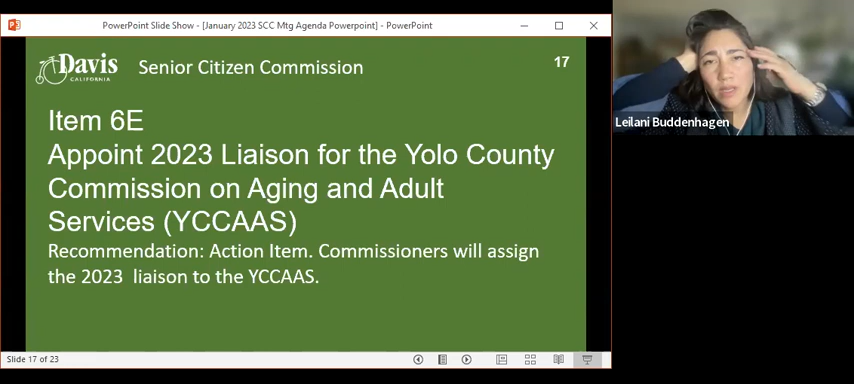 PowerPoint Slide Show - [January 2023 SCC Mtg Agenda Powerpoint] - PowerPoint
Davis
CALIFORNIA
Senior Citizen Commission
17
Item 6E
Appoint 2023 Liaison for the Yolo County
Commission on Aging and Adult
Services (YCCAAS)
Recommendation: Action Item. Commissioners will assign
the 2023 liaison to the YCCAAS.
Slide 17 of 23
Leilani Buddenhagen